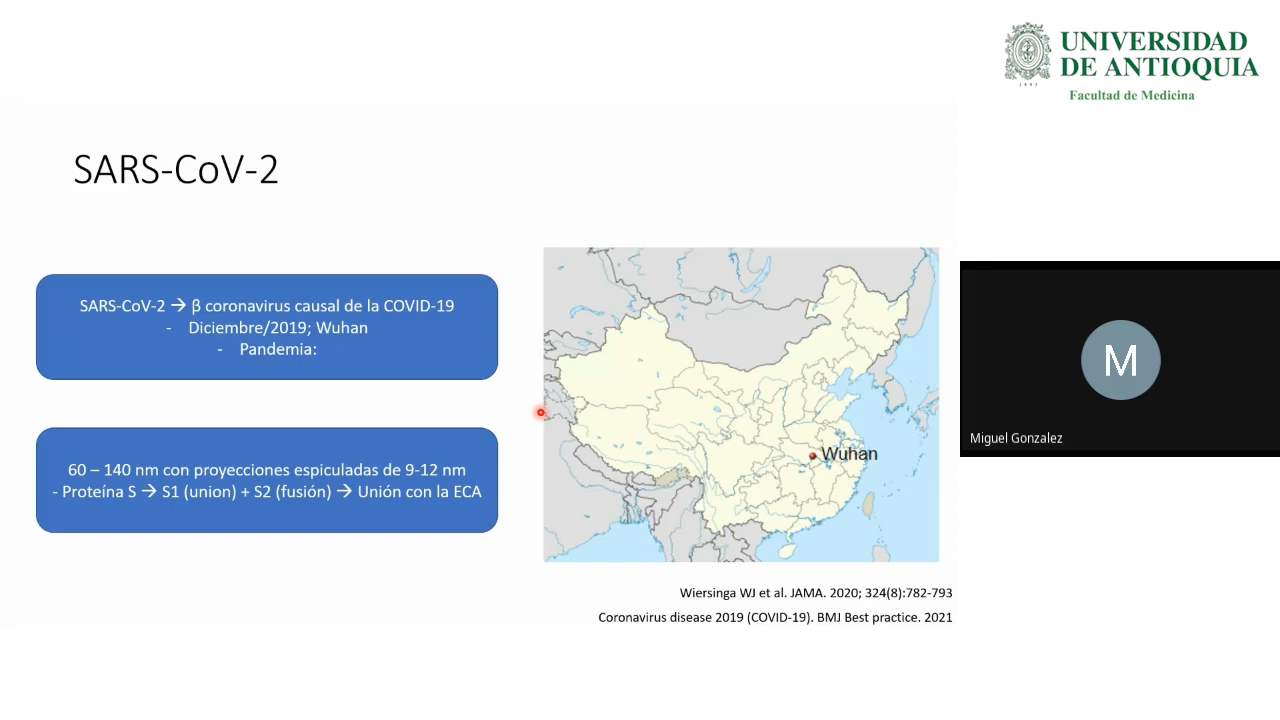 UNIVERSIDAD
DE ANTIOQUIA
1803
Facultad de Medicina
SARS-CoV-2
SARS-CoV-2 → β coronavirus causal de la COVID-19
- Diciembre/2019; Wuhan
- Pandemia:
60 – 140 nm con proyecciones espiculadas de 9-12 nm
- Proteína S → S1 (union) + S2 (fusión) → Unión con la ECA
Wuhan
Wiersinga WJ et al. JAMA. 2020; 324(8):782-793
Coronavirus disease 2019 (COVID-19). BMJ Best practice. 2021
M
Miguel Gonzalez